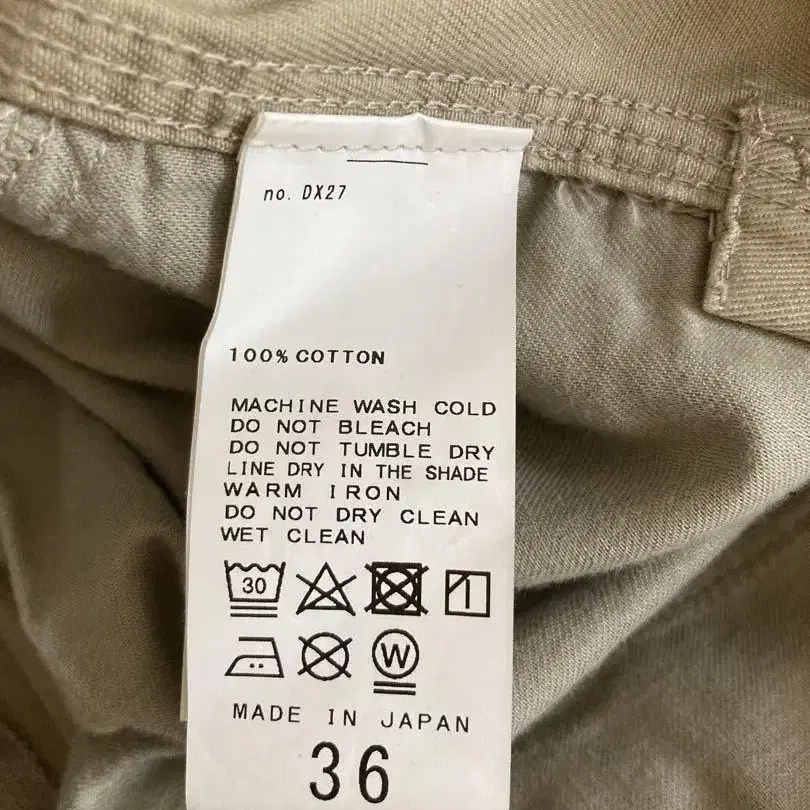 no. DX27
100% COTTON
MACHINE WASH COLD
DO NOT BLEACH
DO NOT TUMBLE DRY
LINE DRY IN THE SHADE
WARM IRON
DO NOT DRY CLEAN
WET CLEAN
30
W
MADE IN JAPAN
36